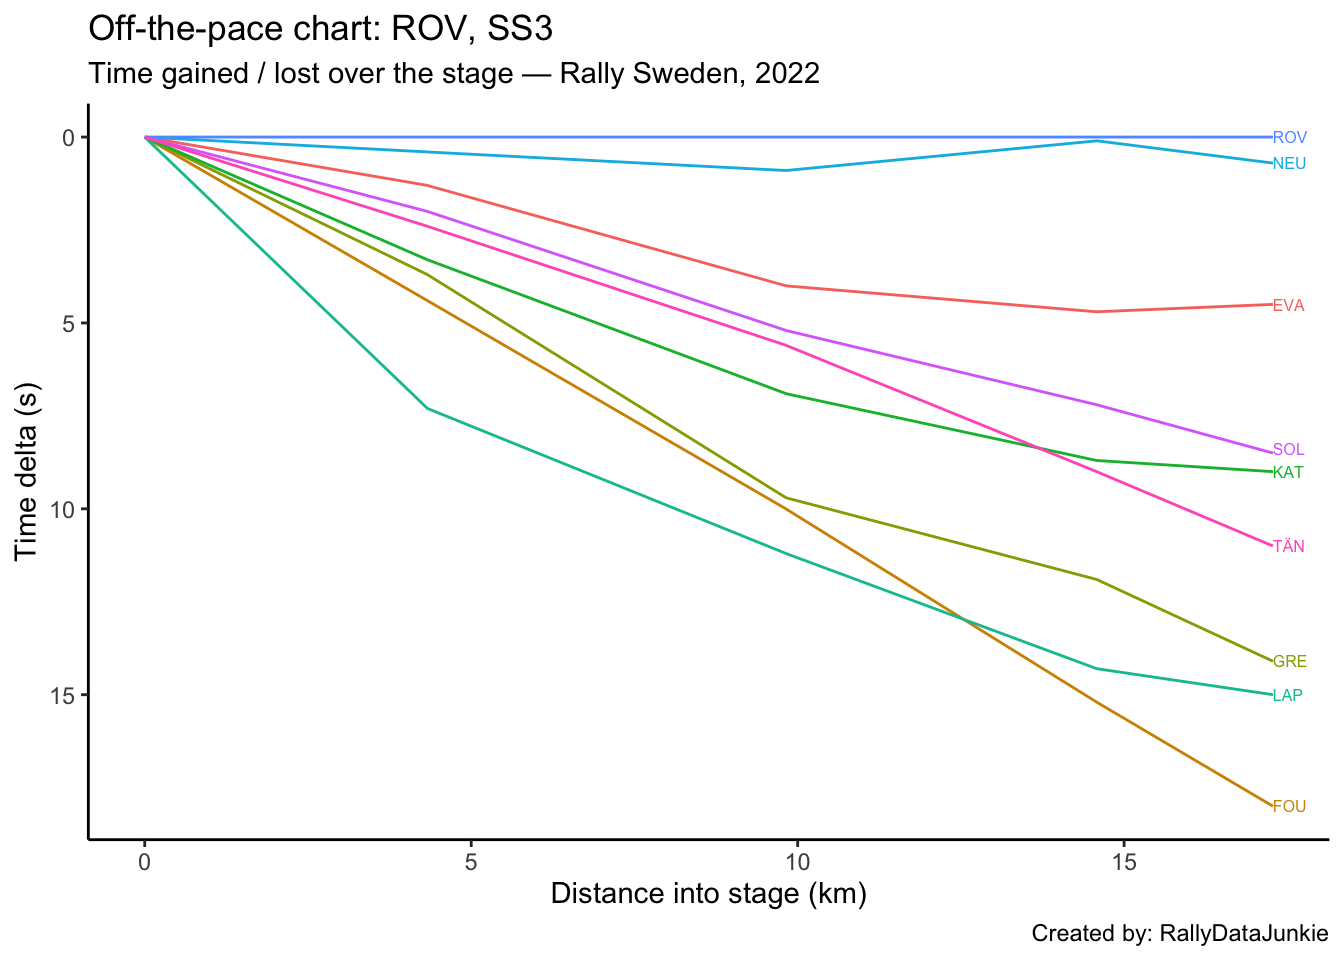 Off-the-pace chart: ROV, SS3
Time gained / lost over the stage — Rally Sweden, 2022
Time delta (s)
0
5
10
15
ROV
NEU
EVA
SOL
KAT
TÄN
GRE
LAP
FOU
0 5 10 15
Distance into stage (km)
Created by: RallyDataJunkie